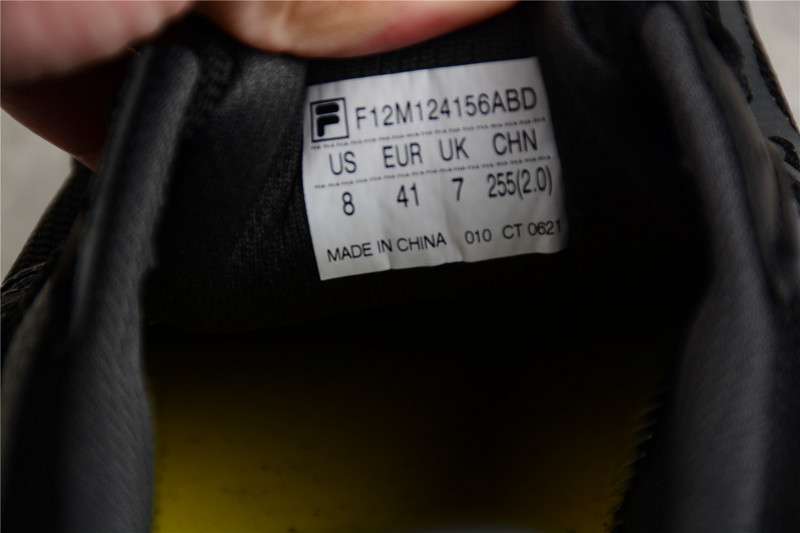 F F12M124156ABD
US EUR UK CHN
8 41 7 255(2.0)
MADE IN CHINA 010 CT 0621